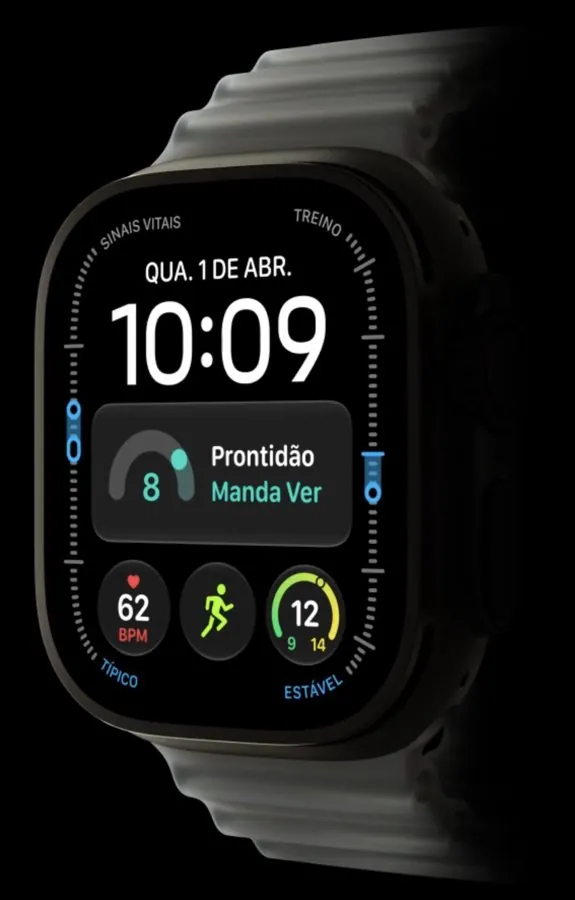 SINAIS VITAIS
TREINO
QUA. 1 DE ABR.
10:09
Prontidão
8
Manda Ver
62
BPM
12
9 14
TÍPICO
ESTÁVEL